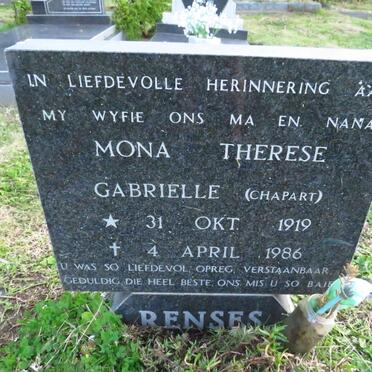 IN LIEFDEVOLLE HERINNERING AA
MY WYFIE ONS MA EN NANA
MONA THERESE
GABRIELLE (CHAPART)
★ 31 OKT. 1919
✝ 4 APRIL 1986
U WAS SO LIEFDEVOL, OPREG, VERSTAANBAAR,
GEDULDIG, DIE HEEL BESTE, ONS MIS U SO BAIE
RENSES